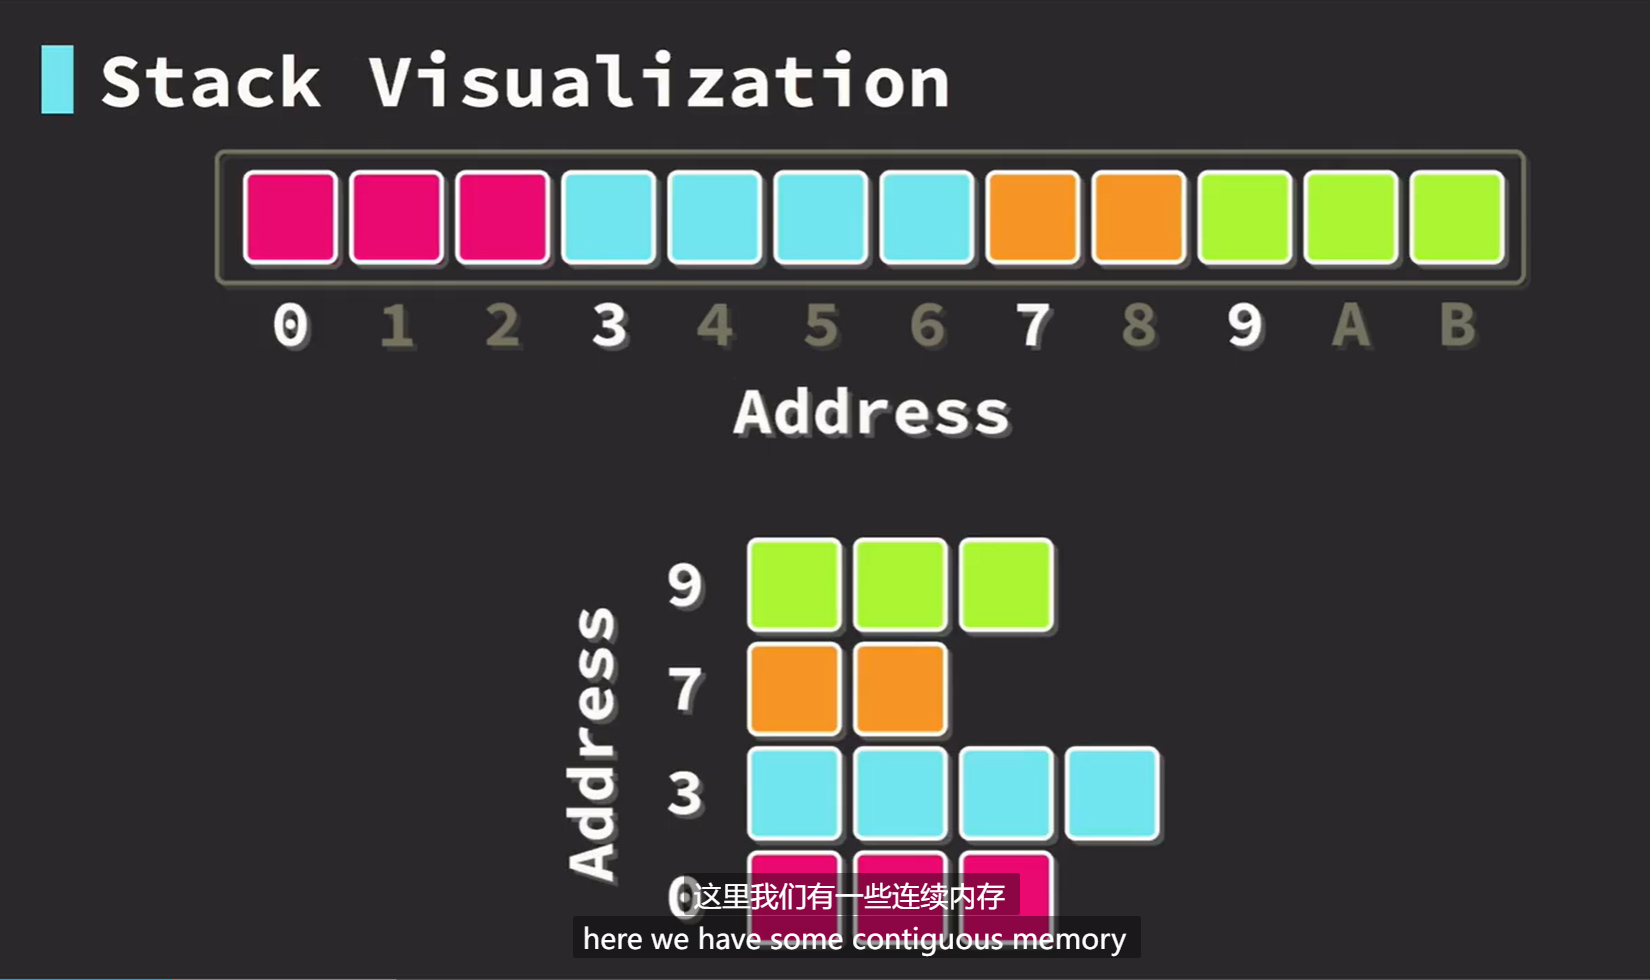 Stack Visualization
0 1 2 3 4 5 6 7 8 9 A B
Address
Address
9
7
3
0
这里我们有一些连续内存
here we have some contiguous memory